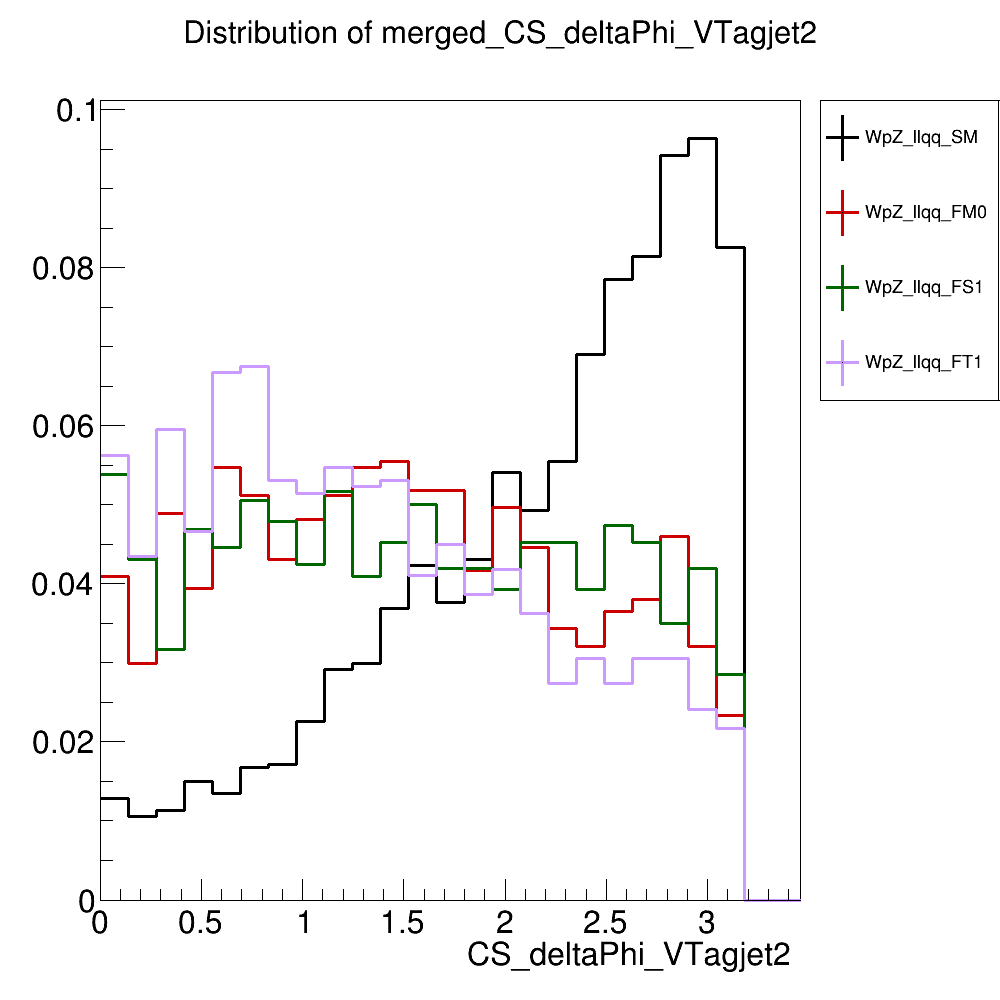 Distribution of merged_CS_deltaPhi_VTagjet2
0.1
0.08
0.06
0.04
0.02
0
0 0.5 1 1.5 2 2.5 3
CS_deltaPhi_VTagjet2
WpZ_llqq_SM
WpZ_llqq_FM0
WpZ_llqq_FS1
WpZ_llqq_FT1